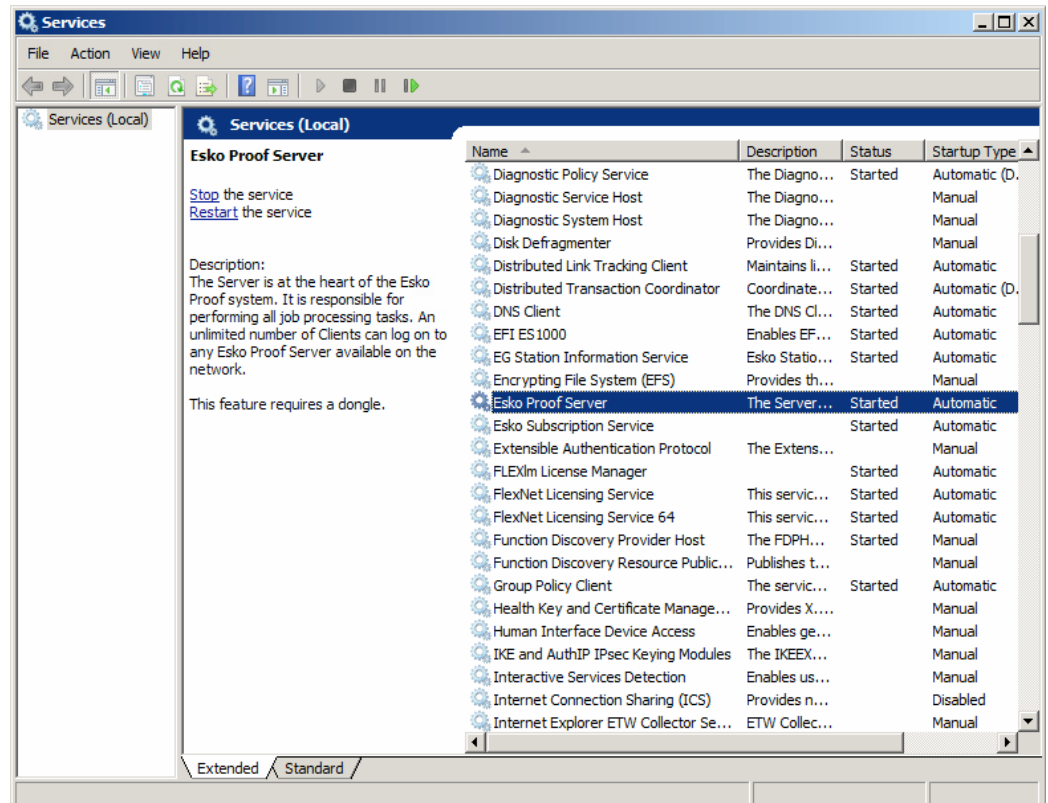 Services
File Action View Help
Services (Local)
Services (Local)
Esko Proof Server
Stop the service
Restart the service
Description:
The Server is at the heart of the Esko
Proof system. It is responsible for
performing all job processing tasks. An
unlimited number of Clients can log on to
any Esko Proof Server available on the
network.
This feature requires a dongle.
Name Description Status Startup Type
Diagnostic Policy Service The Diagno... Started Automatic (D.
Diagnostic Service Host The Diagno... Manual
Diagnostic System Host The Diagno... Manual
Disk Defragmenter Provides Di... Manual
Distributed Link Tracking Client Maintains li... Started Automatic
Distributed Transaction Coordinator Coordinate... Started Automatic (D.
DNS Client The DNS Cl... Started Automatic
EFI ES1000 Enables EF... Started Automatic
EG Station Information Service Esko Statio... Started Automatic
Encrypting File System (EFS) Provides th... Manual
Esko Proof Server The Server... Started Automatic
Esko Subscription Service Started Automatic
Extensible Authentication Protocol The Extens... Manual
FLEXlm License Manager Started Automatic
FlexNet Licensing Service This servic... Started Automatic
FlexNet Licensing Service 64 This servic... Started Automatic
Function Discovery Provider Host The FDPH... Started Manual
Function Discovery Resource Public... Publishes t... Manual
Group Policy Client The servic... Started Automatic
Health Key and Certificate Manage... Provides X.... Manual
Human Interface Device Access Enables ge... Manual
IKE and AuthIP IPsec Keying Modules The IKEEX... Manual
Interactive Services Detection Enables us... Manual
Internet Connection Sharing (ICS) Provides n... Disabled
Internet Explorer ETW Collector Se... ETW Collec... Manual
Extended Standard